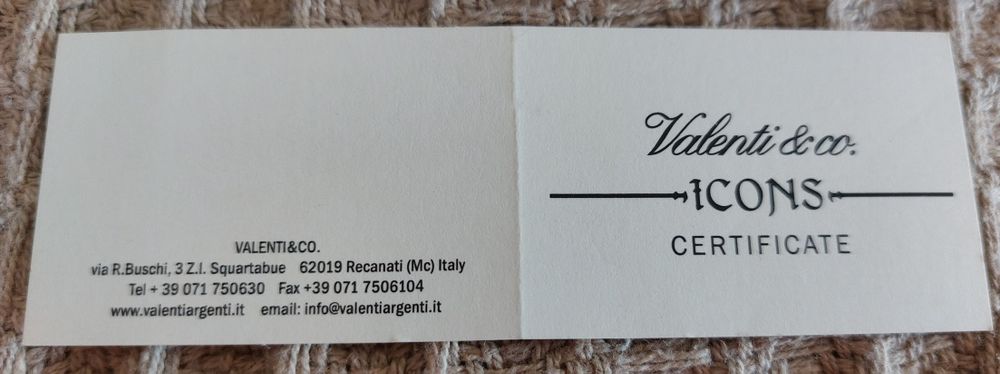 VALENTI&CO.
via R.Buschi, 3 Z.I. Squartabue 62019 Recanati (Mc) Italy
Tel + 39 071 750630 Fax +39 071 7506104
www.valentiargenti.it email: info@valentiargenti.it
Valenti & co.
ICONS
CERTIFICATE